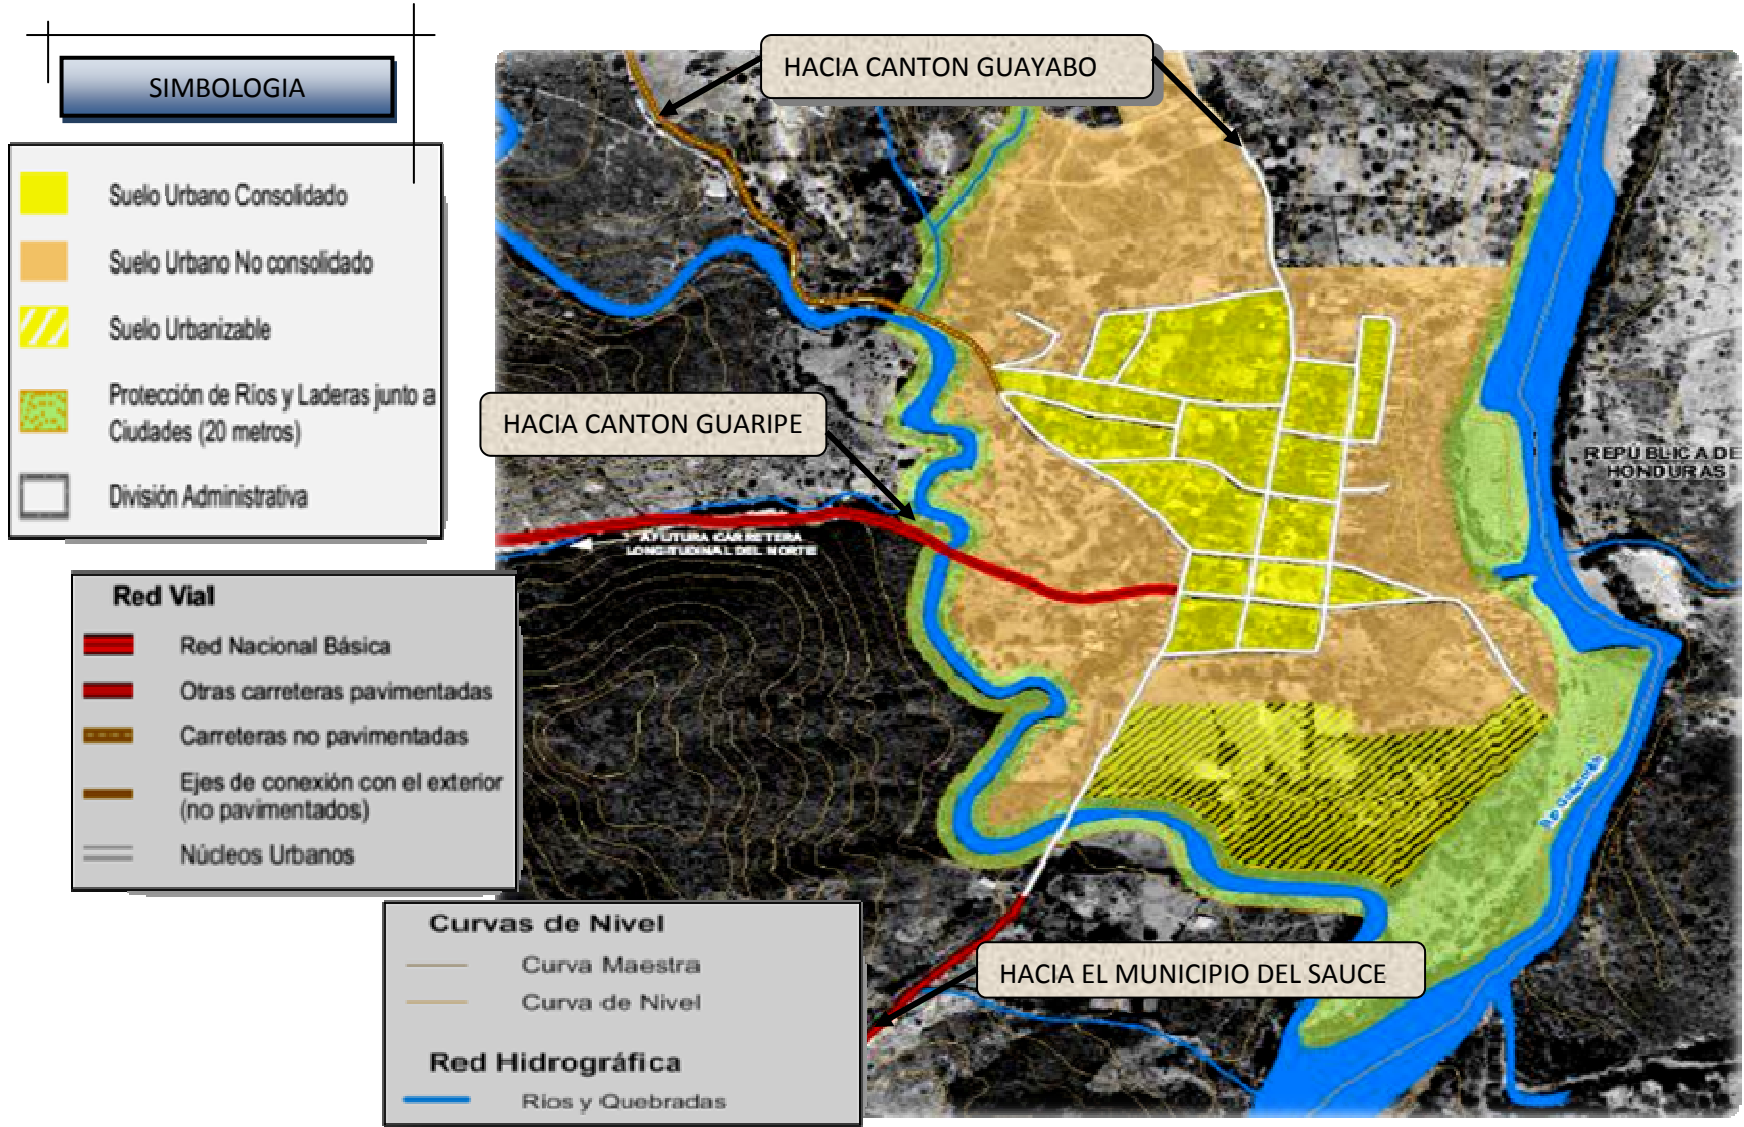 SIMBOLOGIA
Suelo Urbano Consolidado
Suelo Urbano No consolidado
Suelo Urbanizable
Protección de Ríos y Laderas junto a
Ciudades (20 metros)
División Administrativa
Red Vial
Red Nacional Básica
Otras carreteras pavimentadas
Carreteras no pavimentadas
Ejes de conexión con el exterior
(no pavimentados)
Núcleos Urbanos
Curvas de Nivel
Curva Maestra
Curva de Nivel
Red Hidrográfica
Ríos y Quebradas
HACIA CANTON GUAYABO
HACIA CANTON GUARIPE
A FUTURA CARRETERA
LONGITUDINAL DEL NORTE
REPÚBLICA DE
HONDURAS
HACIA EL MUNICIPIO DEL SAUCE